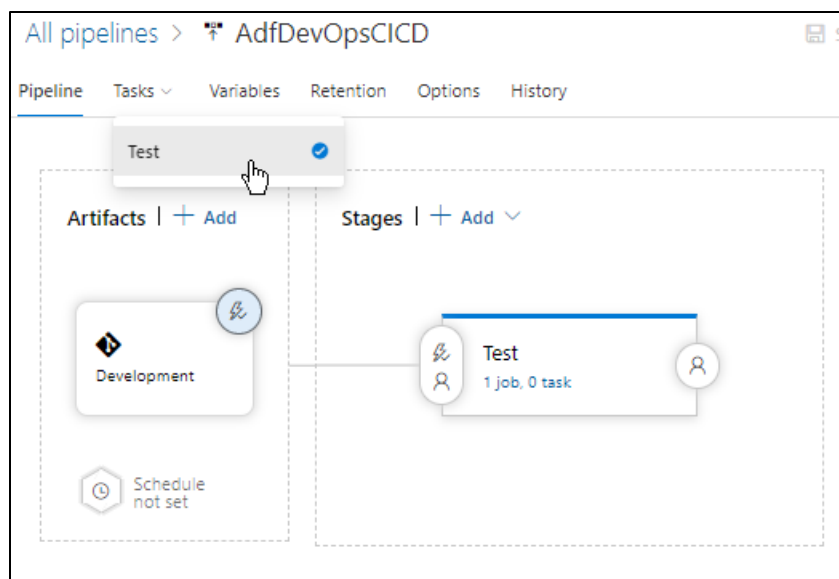 All pipelines > AdfDevOpsCICD
Pipeline Tasks Variables Retention Options History
Test
Artifacts | + Add
Stages | + Add
Development
Test
1 job, 0 task
Schedule
not set